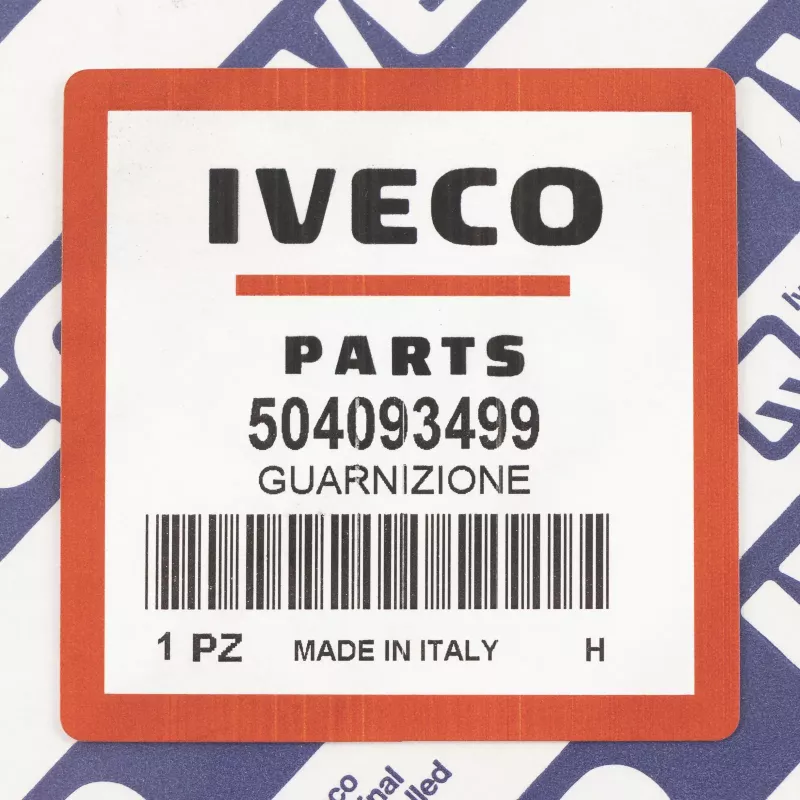 IVECO
PARTS
504093499
GUARNIZIONE
1 PZ MADE IN ITALY H